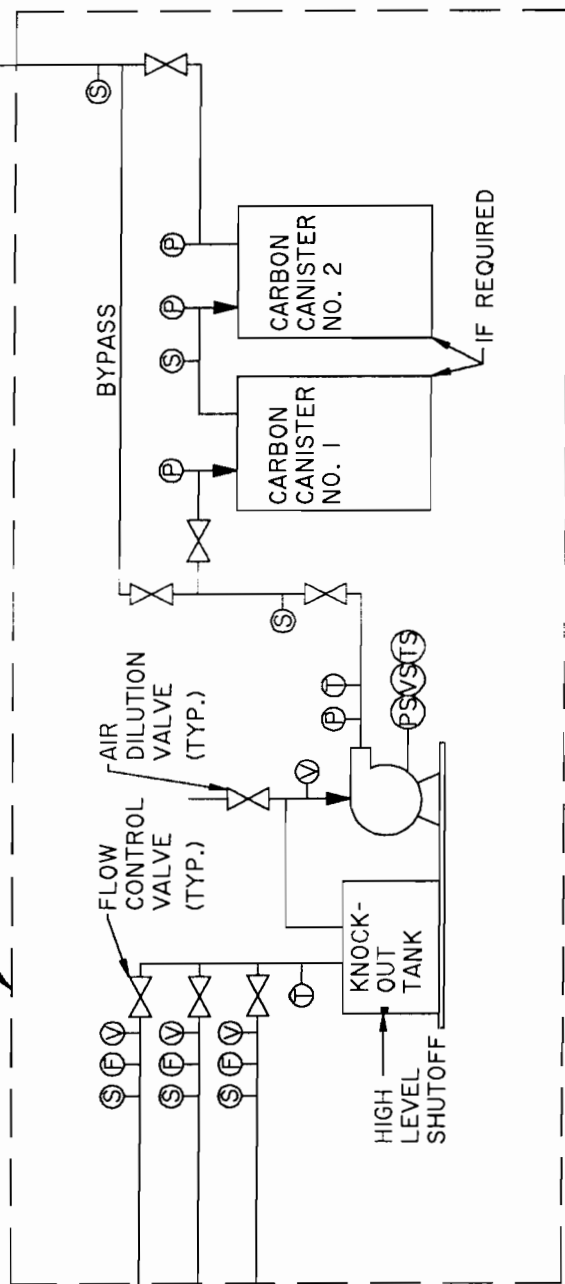 S
BYPASS
P
P
S
P
CARBON
CANISTER
NO. 1
CARBON
CANISTER
NO. 2
IF REQUIRED
S
FLOW
CONTROL
VALVE
(TYP.)
AIR
DILUTION
VALVE
(TYP.)
S F V
S F V
S F V
T
V
P T
PS VS TS
KNOCK-
OUT
TANK
HIGH
LEVEL
SHUTOFF